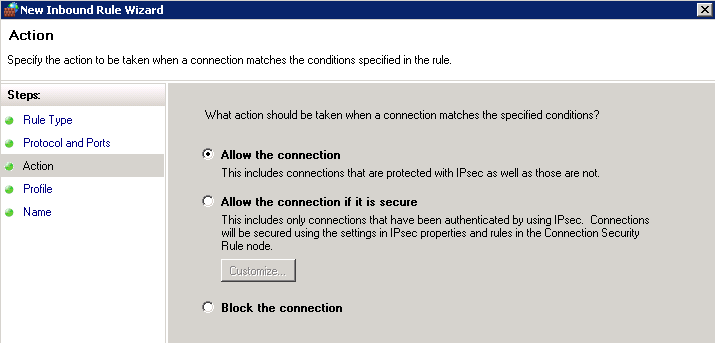 New Inbound Rule Wizard
Action
Specify the action to be taken when a connection matches the conditions specified in the rule.
Steps:
Rule Type
Protocol and Ports
Action
Profile
Name
What action should be taken when a connection matches the specified conditions?
Allow the connection
This includes connections that are protected with IPsec as well as those are not.
Allow the connection if it is secure
This includes only connections that have been authenticated by using IPsec. Connections
will be secured using the settings in IPsec properties and rules in the Connection Security
Rule node.
Customize...
Block the connection